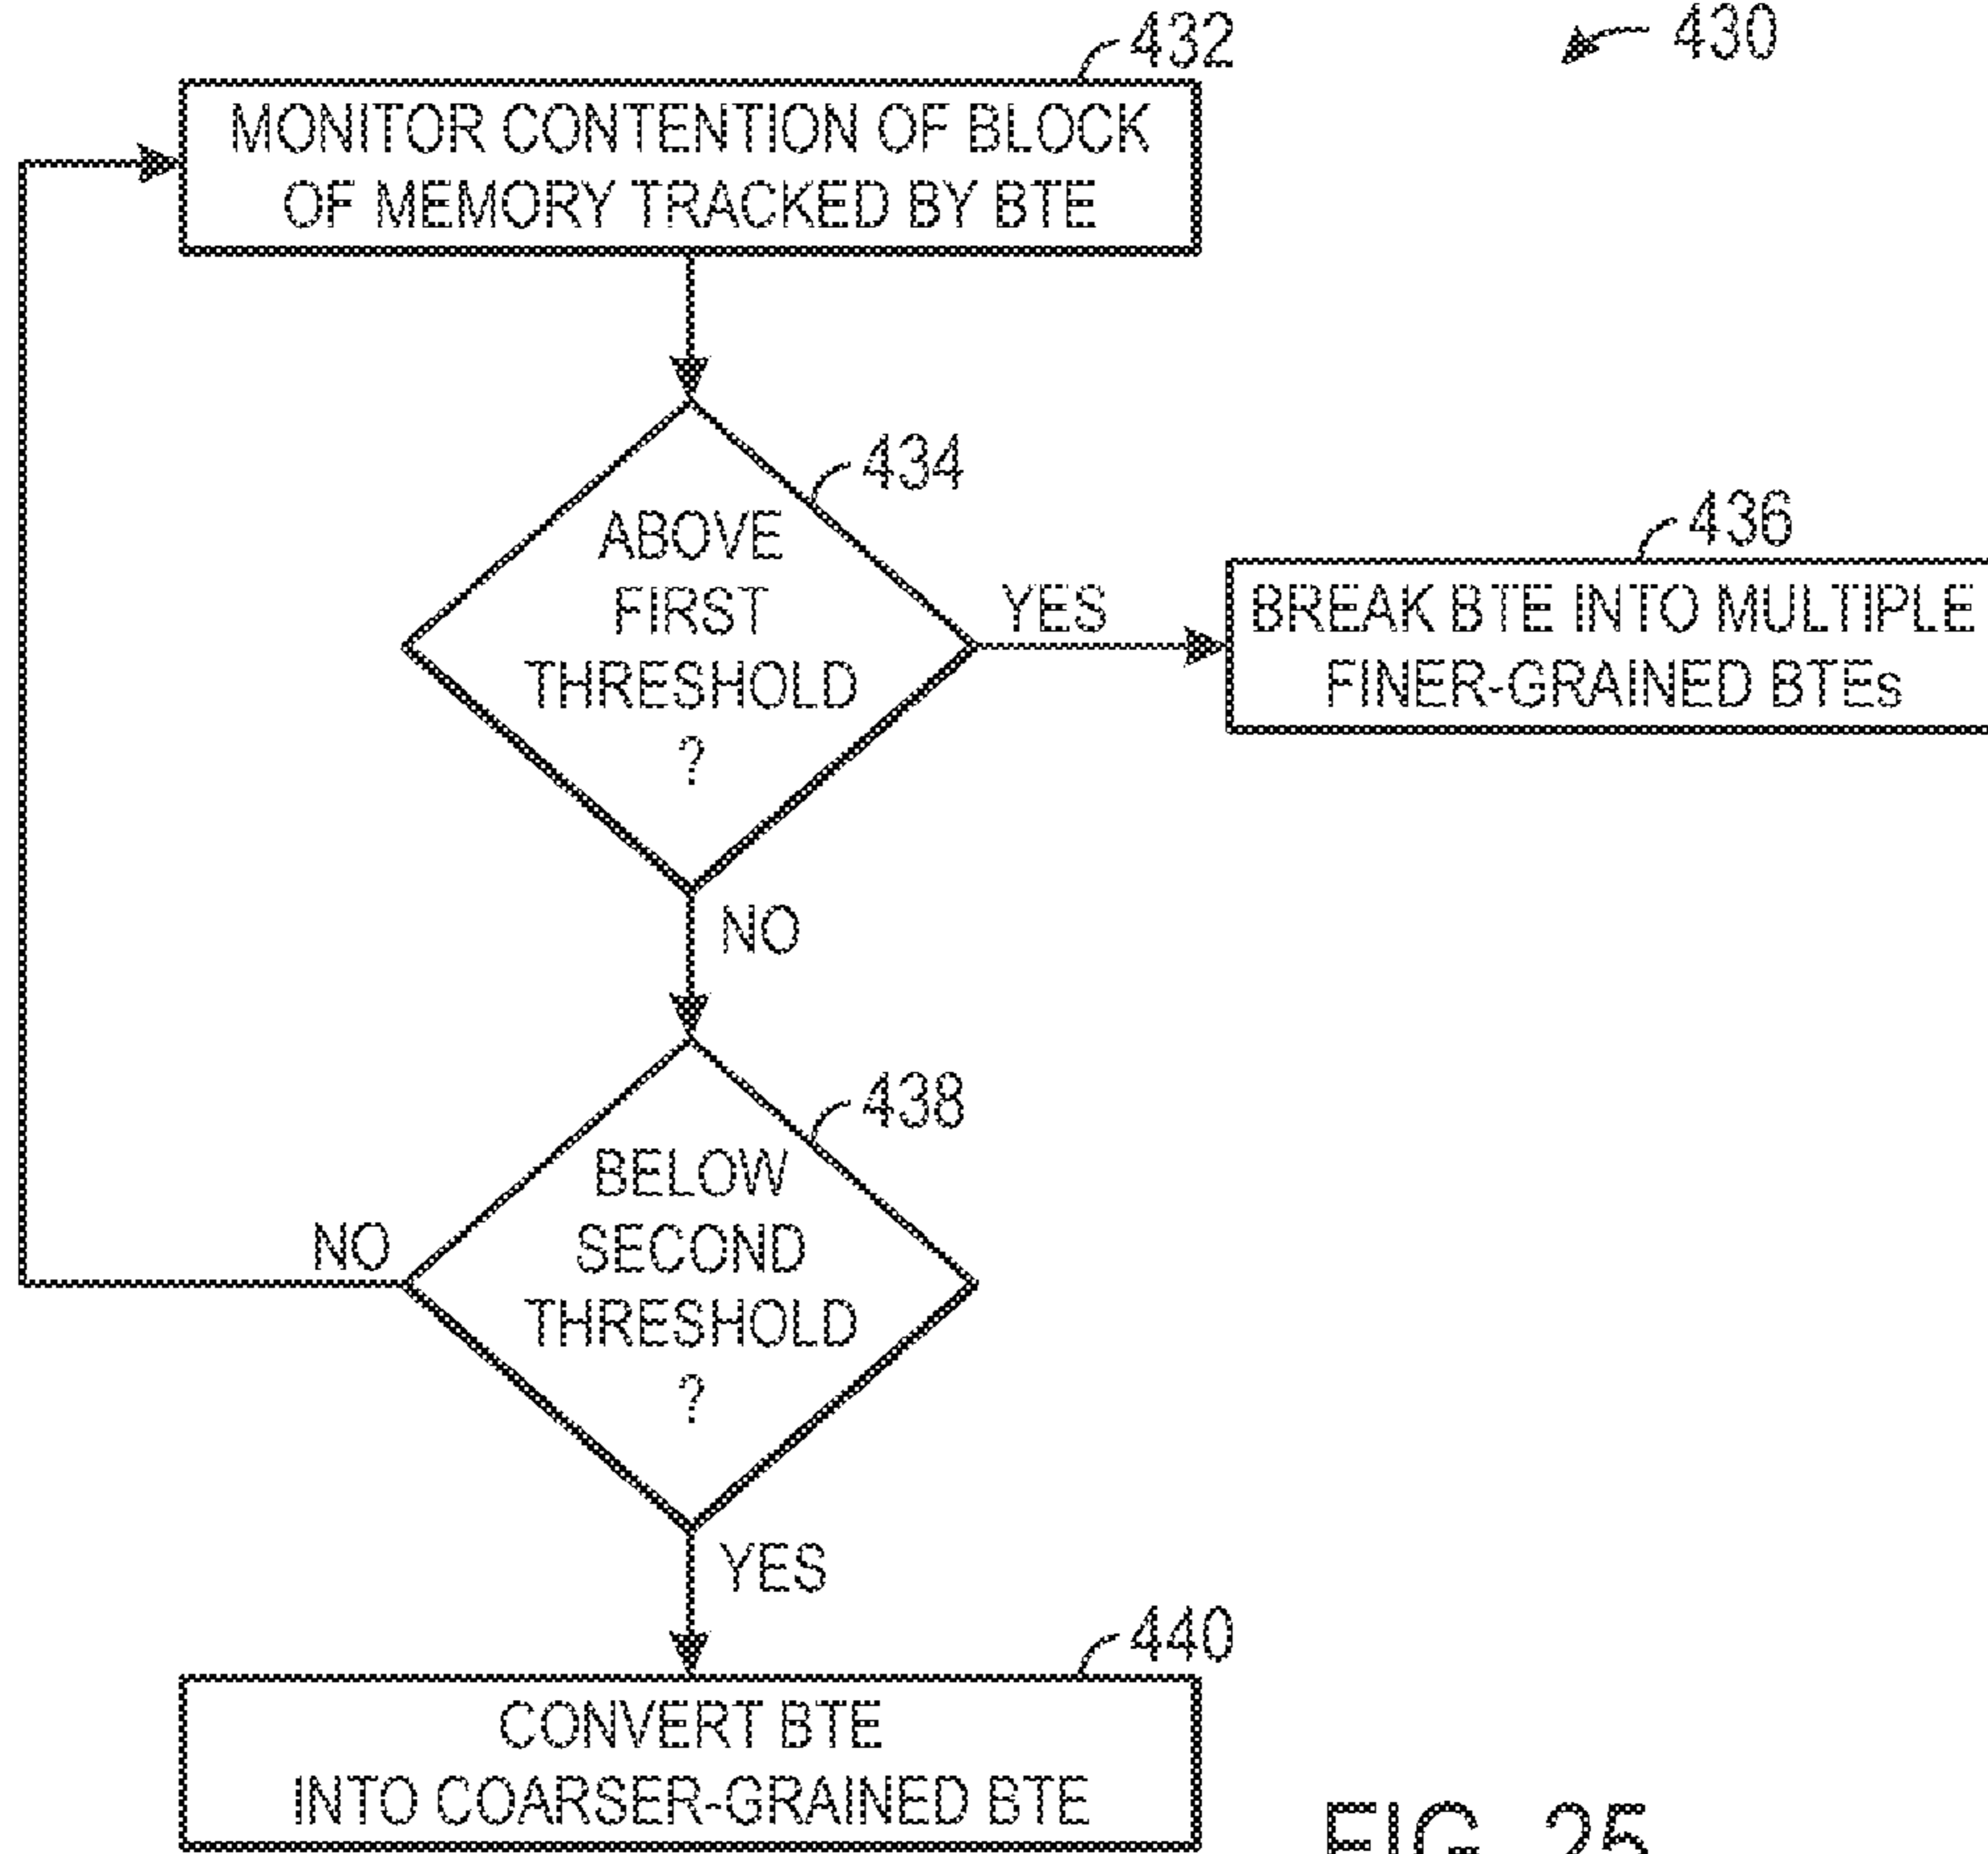 432
430
MONITOR CONTENTION OF BLOCK
OF MEMORY TRACKED BY BTE
434
ABOVE
FIRST
THRESHOLD
?
YES
436
BREAK BTE INTO MULTIPLE
FINER-GRAINED BTEs
NO
438
BELOW
SECOND
THRESHOLD
?
NO
YES
440
CONVERT BTE
INTO COARSER-GRAINED BTE
FIG. 25